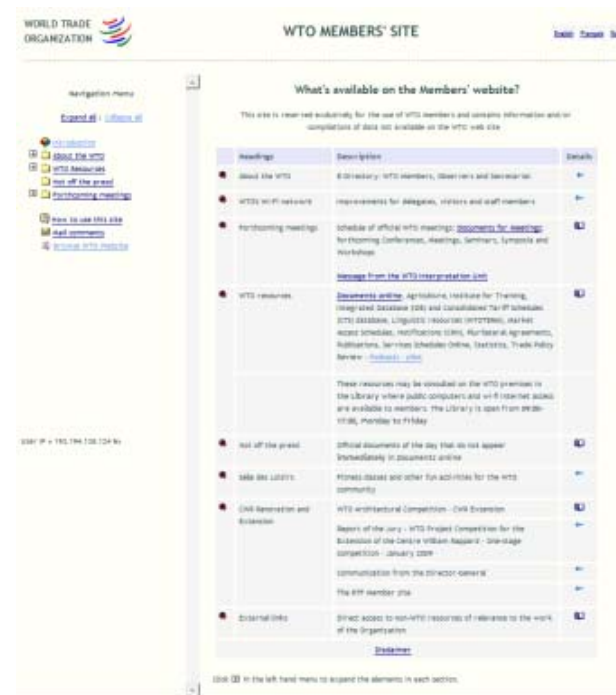 WORLD TRADE
ORGANIZATION
WTO MEMBERS' SITE
English Français
Navigation menu
Expand all | Collapse all
Introduction
About the WTO
WTO Resources
Hot off the press!
Forthcoming meetings
How to use this site
Mail comments
Browse WTO Website
What's available on the Members' website?
This site is reserved exclusively for the use of WTO members and contains information and/or
compilations of data not available on the WTO web site
Headings Description Details
About the WTO E-Directory: WTO members, Observers and Secretariat
WTO's Wi-Fi network Improvements for delegates, visitors and staff members
Forthcoming meetings Schedule of official WTO meetings; Documents for Meetings;
forthcoming Conferences, Meetings, Seminars, Symposia and
Workshops
Message from the WTO Interpretation Unit
WTO resources Documents online, Agriculture, Institute for Training,
Integrated Database (IDB) and Consolidated Tariff Schedules
(CTS) database, Linguistic resources (WTOTERM), Market
Access Schedules, Notifications (CRN), Plurilateral Agreements,
Publications, Services Schedules Online, Statistics, Trade Policy
Review - Podcasts -
These resources may be consulted on the WTO premises in
the Library where public computers and wi-fi internet access
are available to members. The Library is open from 09:00-
17:00, Monday to Friday
User IP =
Hot off the press! Official documents of the day that do not appear
immediately in Documents online
Salle des Loisirs Fitness classes and other fun activities for the WTO
community
CWR Renovation and WTO Architectural Competition - CWR Extension
Extension
Report of the Jury - WTO Project Competition for the
Extension of the Centre William Rappard - One-stage
competition - January 2009
Communication from the Director-General
The Member site
External links Direct access to non-WTO resources of relevance to the work
of the Organization
Disclaimer
Click in the left hand menu to expand the elements in each section.